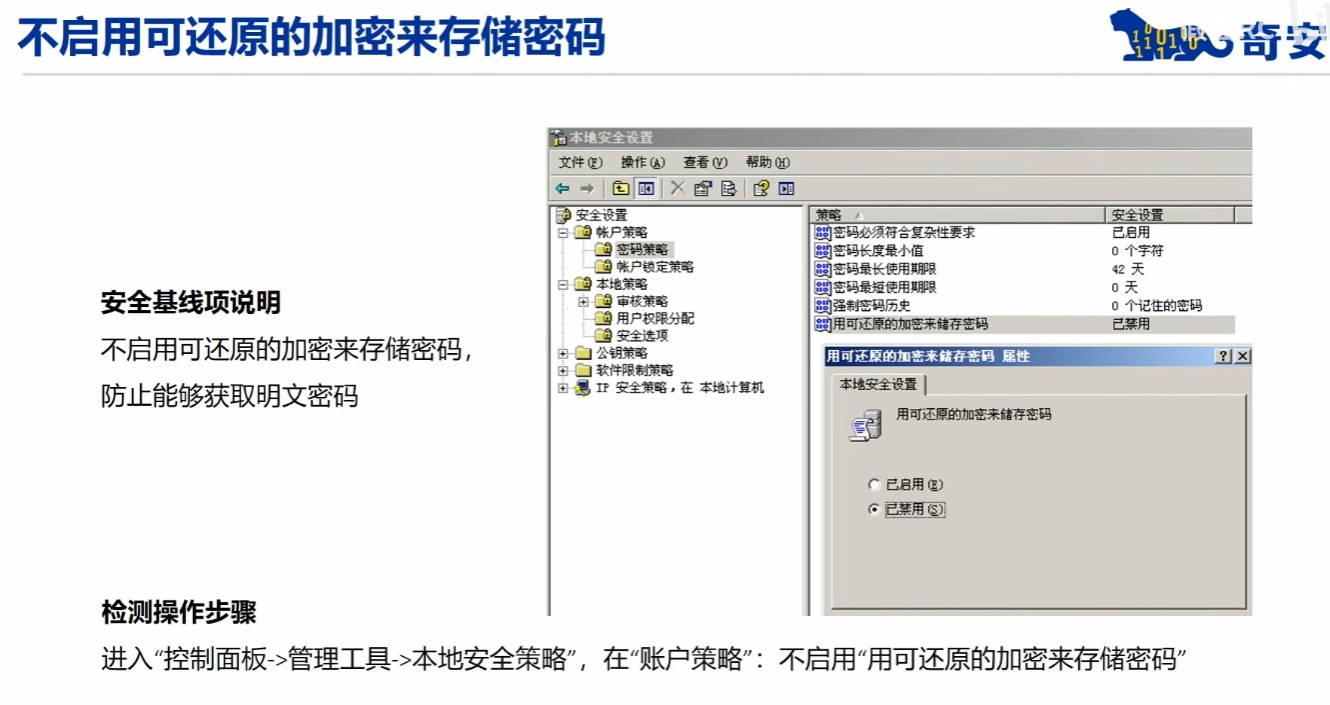 不启用可还原的加密来存储密码
奇安
安全基线项说明
不启用可还原的加密来存储密码，
防止能够获取明文密码
本地安全设置
文件(F) 操作(A) 查看(V) 帮助(H)
安全设置
帐户策略
密码策略
帐户锁定策略
本地策略
审核策略
用户权限分配
安全选项
公钥策略
软件限制策略
IP 安全策略，在 本地计算机
策略 安全设置
密码必须符合复杂性要求 已启用
密码长度最小值 0 个字符
密码最长使用期限 42 天
密码最短使用期限 0 天
强制密码历史 0 个记住的密码
用可还原的加密来储存密码 已禁用
用可还原的加密来储存密码 属性
本地安全设置
用可还原的加密来储存密码
已启用(E)
已禁用(S)
检测操作步骤
进入“控制面板->管理工具->本地安全策略”，在“账户策略”：不启用“用可还原的加密来存储密码”